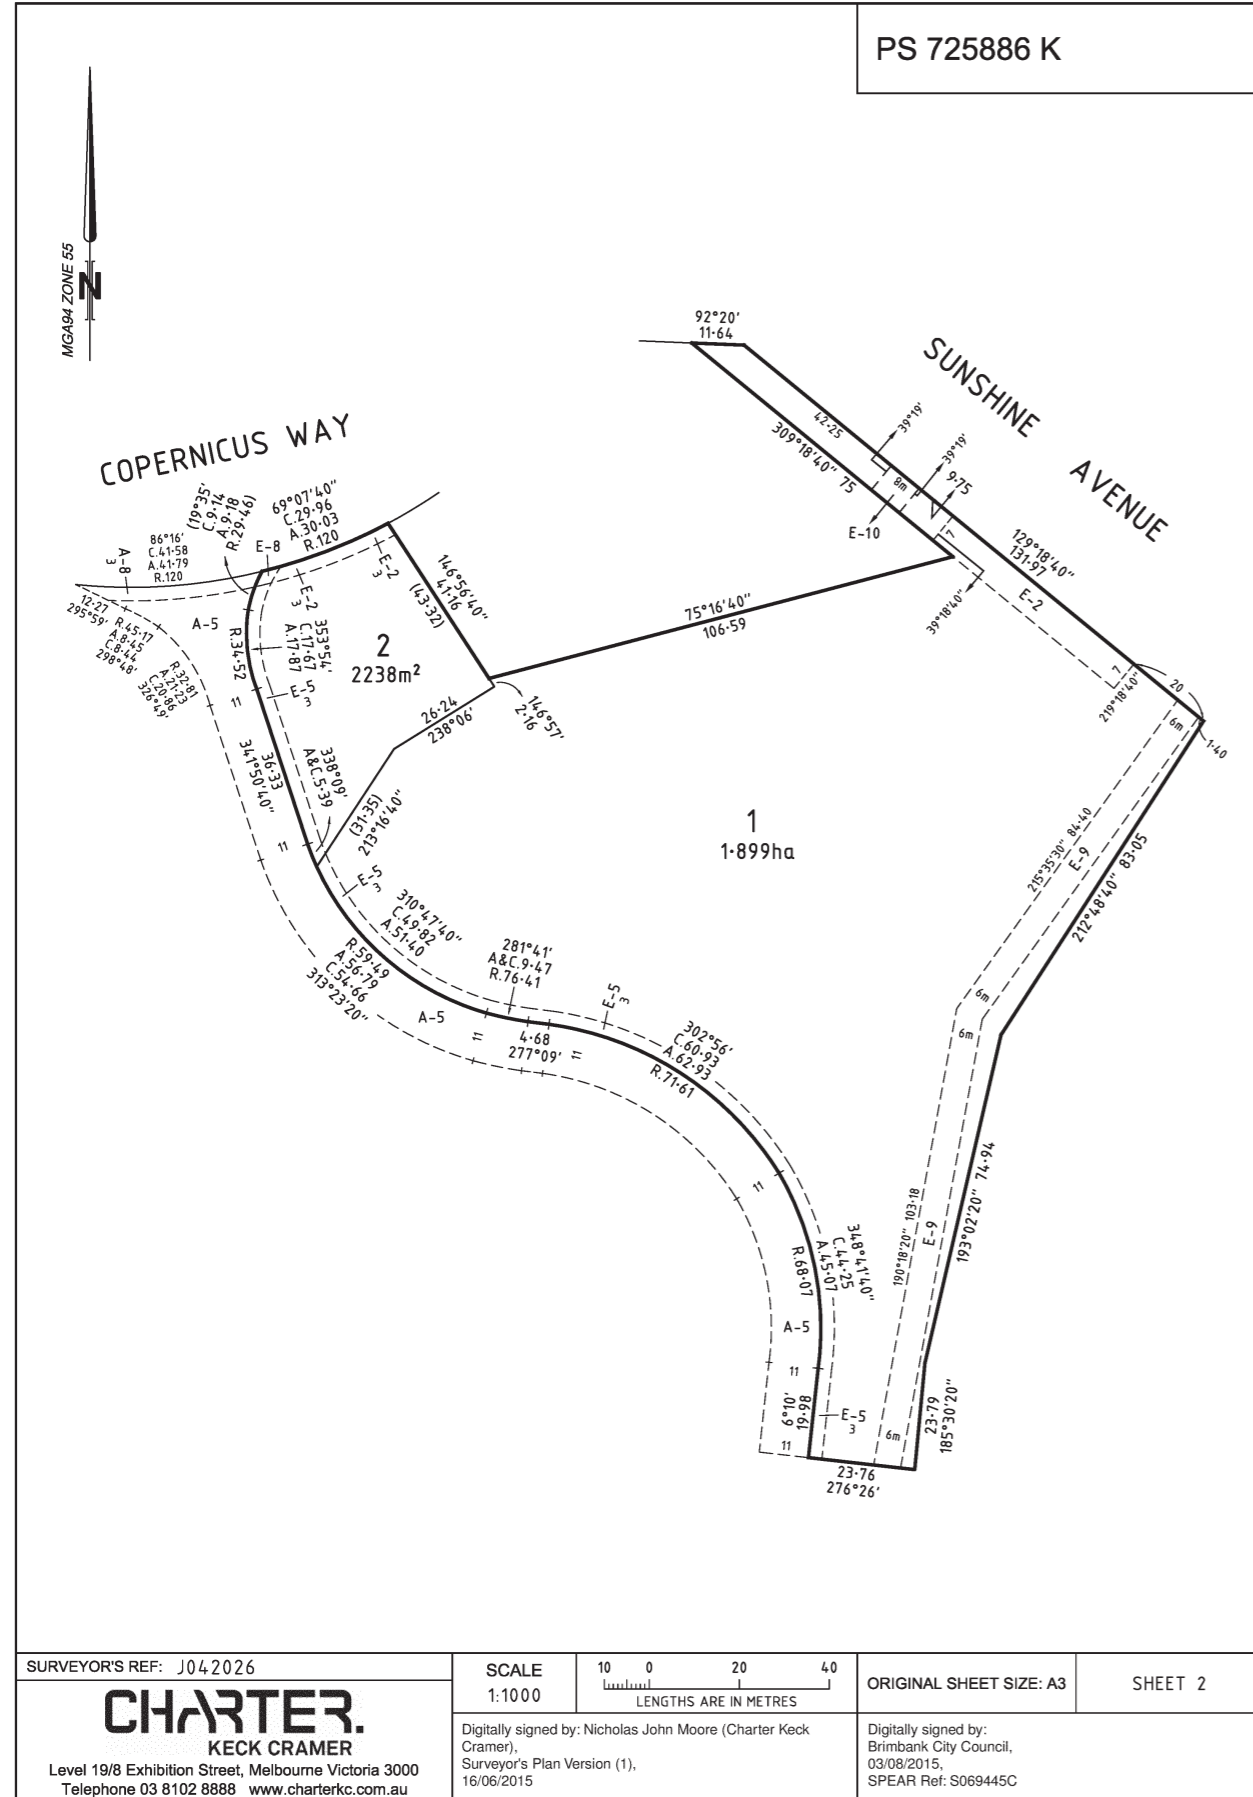 PS 725886 K
MGA94 ZONE 55
N
92°20'
11·64
SUNSHINE AVENUE
42·25
309°18'40" 75
39°19'
39°19'
8m
9·75
7
E-10
129°18'40"
131·97
E-2
39°18'40"
7
219°18'40"
20
6m
1·40
COPERNICUS WAY
(19°35'
C.9·14
A.9·18
R.29·46)
69°07'40"
C.29·96
A.30·03
R.120
86°16'
C.41·58
A.41·79
R.120
A-8
3
E-8
E-2
3
E-2
3
146°56'40"
41·16
(43·32)
75°16'40"
106·59
12·27
295°59'
R.45·17
A.8·45
C.8·44
298°48'
A-5
R.32·81
A.21·23
C.20·86
326°49'
R.34·52
353°54'
C.17·67
A.17·87
2
2238m²
E-5
3
11
26·24
238°06'
146°57'
2·16
36·33
341°50'40"
338°09'
A&C.5·39
(31·35)
213°16'40"
11
1
1·899ha
215°35'30" 84·40
E-9
212°48'40" 83·05
E-5
3
310°47'40"
C.49·82
A.51·40
R.59·49
A.56·79
C.54·66
313°23'20"
281°41'
A&C.9·47
R.76·41
E-5
3
6m
6m
A-5
11
4·68
277°09'
11
302°56'
C.60·93
A.62·93
R.71·61
11
190°18'20" 103·18
E-9
193°02'20" 74·94
348°41'40"
C.44·25
A.45·07
R.68·07
A-5
11
6°10'
19·98
E-5
3
11
6m
23·79
185°30'20"
23·76
276°26'
SURVEYOR'S REF: J042026
CHARTER.
KECK CRAMER
Level 19/8 Exhibition Street, Melbourne Victoria 3000
Telephone 03 8102 8888 www.charterkc.com.au
SCALE
1:1000
10 0 20 40
LENGTHS ARE IN METRES
ORIGINAL SHEET SIZE: A3
SHEET 2
Digitally signed by: Nicholas John Moore (Charter Keck
Cramer),
Surveyor's Plan Version (1),
16/06/2015
Digitally signed by:
Brimbank City Council,
03/08/2015,
SPEAR Ref: S069445C